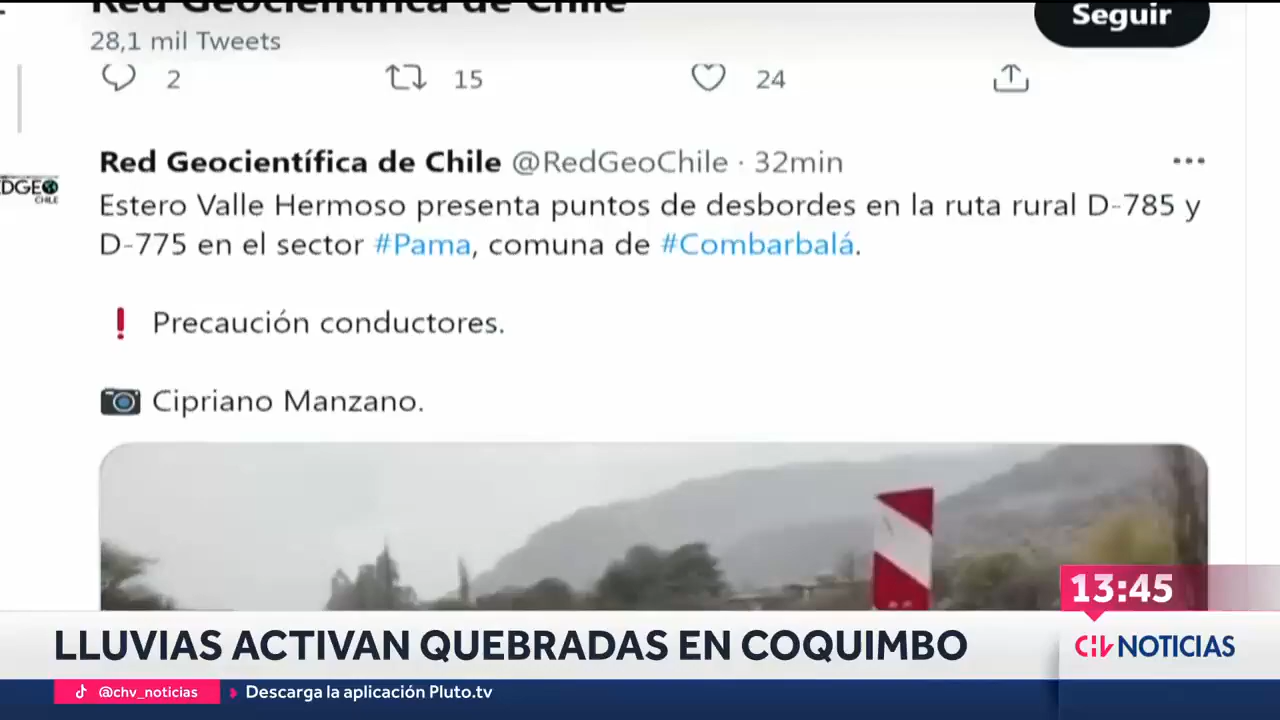 Red Geocientífica de Chile
Seguir
28,1 mil Tweets
2 15 24
Red Geocientífica de Chile @RedGeoChile · 32min
DGEO
CHILE
Estero Valle Hermoso presenta puntos de desbordes en la ruta rural D-785 y
D-775 en el sector #Pama, comuna de #Combarbalá.
❗ Precaución conductores.
📷 Cipriano Manzano.
13:45
LLUVIAS ACTIVAN QUEBRADAS EN COQUIMBO
CHV NOTICIAS
@chv_noticias
Descarga la aplicación Pluto.tv